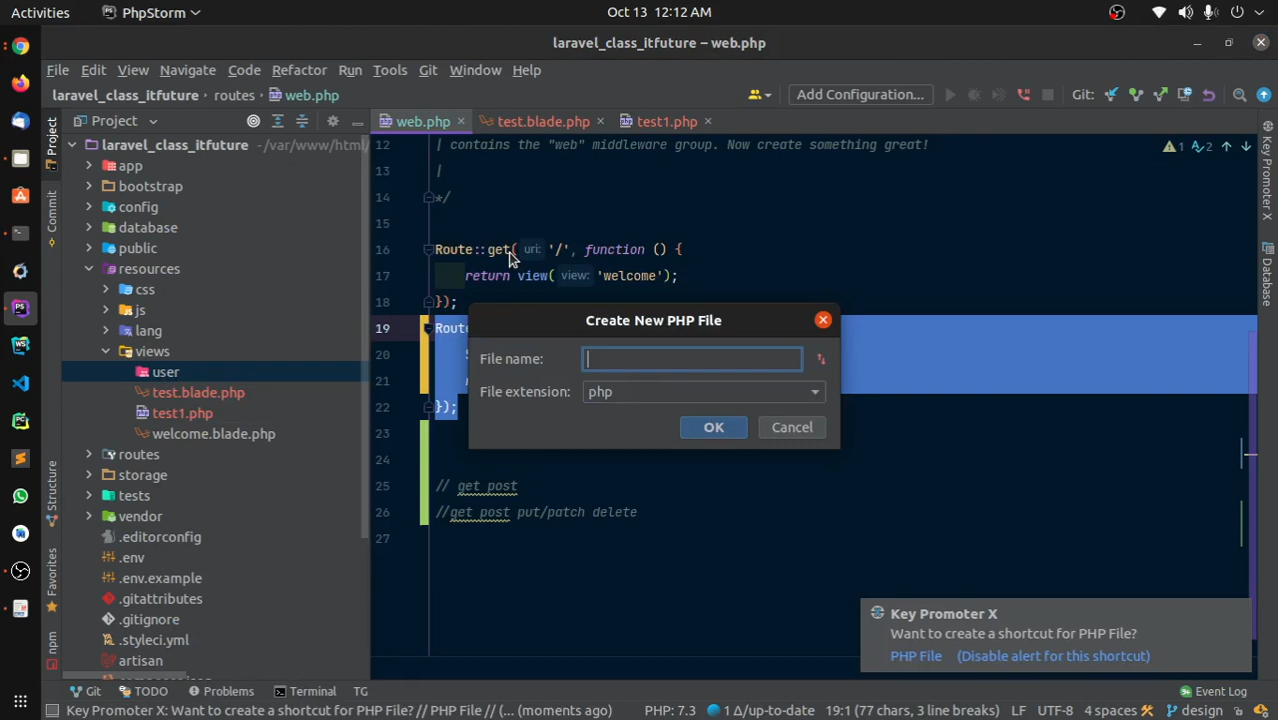 Activities
PhpStorm
Oct 13 12:12 AM
laravel_class_itfuture – web.php
File Edit View Navigate Code Refactor Run Tools Git Window Help
laravel_class_itfuture routes web.php
Add Configuration...
Git:
Project
web.php
test.blade.php
test1.php
Project
Commit
Structure
Favorites
npm
laravel_class_itfuture ~/var/www/html/
app
bootstrap
config
database
public
resources
css
js
lang
views
user
test.blade.php
test1.php
welcome.blade.php
routes
storage
tests
vendor
.editorconfig
.env
.env.example
.gitattributes
.gitignore
.styleci.yml
artisan
12 | contains the "web" middleware group. Now create something great!
13 |
14 */
15
16 Route::get( uri: '/', function () {
17 return view( view: 'welcome');
18 });
19
20
21
22 });
23
24
25 // get post
26 //get post put/patch delete
27
1
2
Key Promoter X
Database
Create New PHP File
File name:
File extension: php
OK
Cancel
Key Promoter X
Want to create a shortcut for PHP File?
PHP File (Disable alert for this shortcut)
Git
TODO
Problems
Terminal
TG
Event Log
Key Promoter X: Want to create a shortcut for PHP File? // PHP File // (... (moments ago)
PHP: 7.3
1 Δ/up-to-date
19:1 (77 chars, 3 line breaks)
LF
UTF-8
4 spaces
design